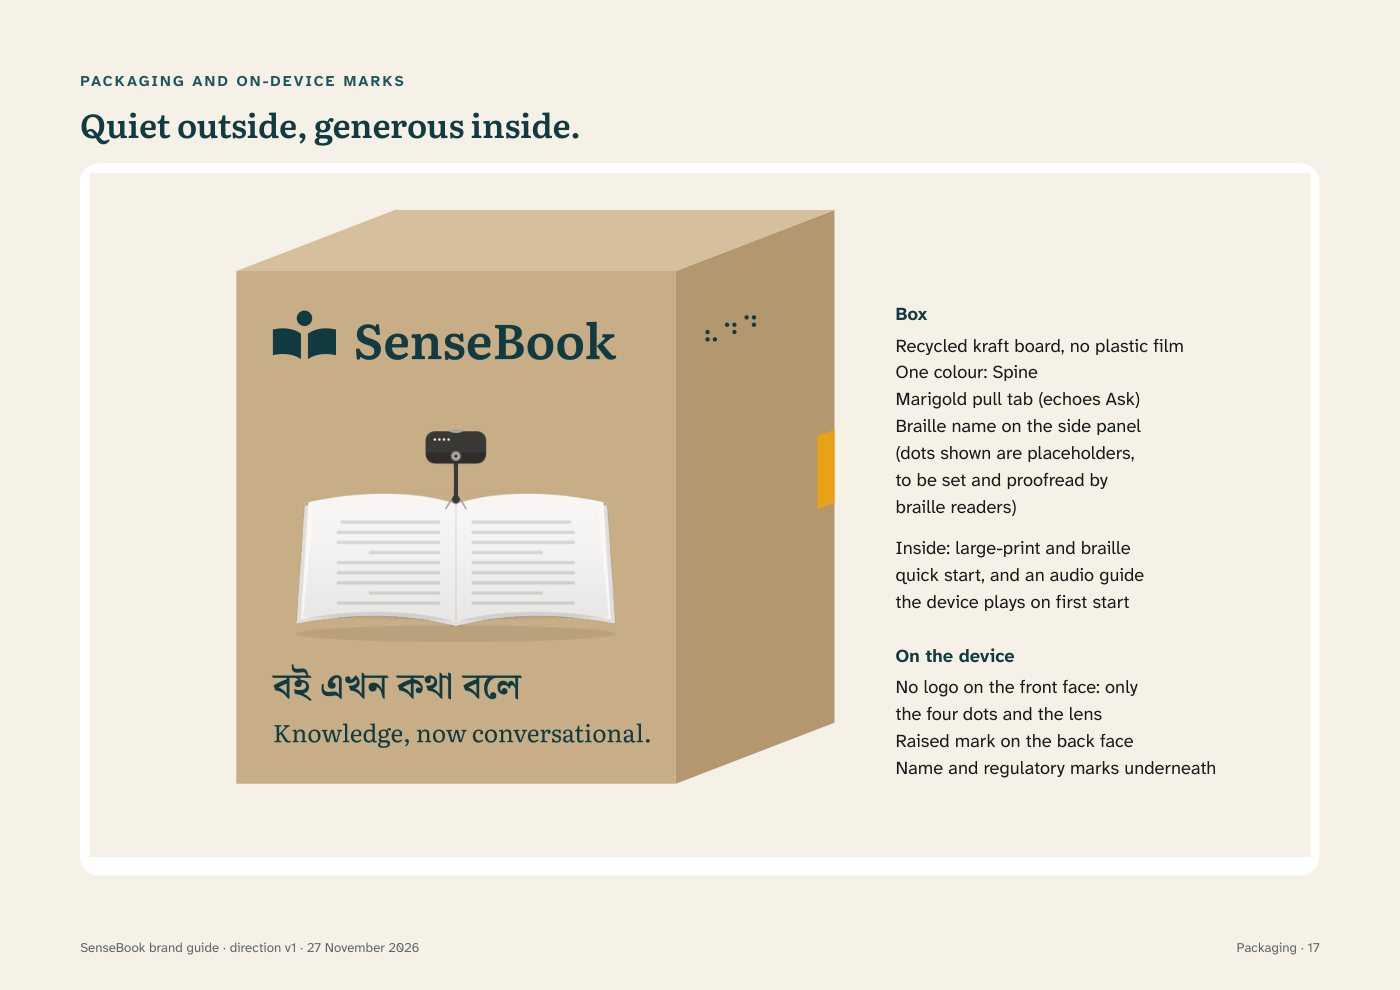 PACKAGING AND ON-DEVICE MARKS
Quiet outside, generous inside.
SenseBook
বই এখন কথা বলে
Knowledge, now conversational.
Box
Recycled kraft board, no plastic film
One colour: Spine
Marigold pull tab (echoes Ask)
Braille name on the side panel
(dots shown are placeholders,
to be set and proofread by
braille readers)
Inside: large-print and braille
quick start, and an audio guide
the device plays on first start
On the device
No logo on the front face: only
the four dots and the lens
Raised mark on the back face
Name and regulatory marks underneath
SenseBook brand guide · direction v1 · 27 November 2026
Packaging · 17